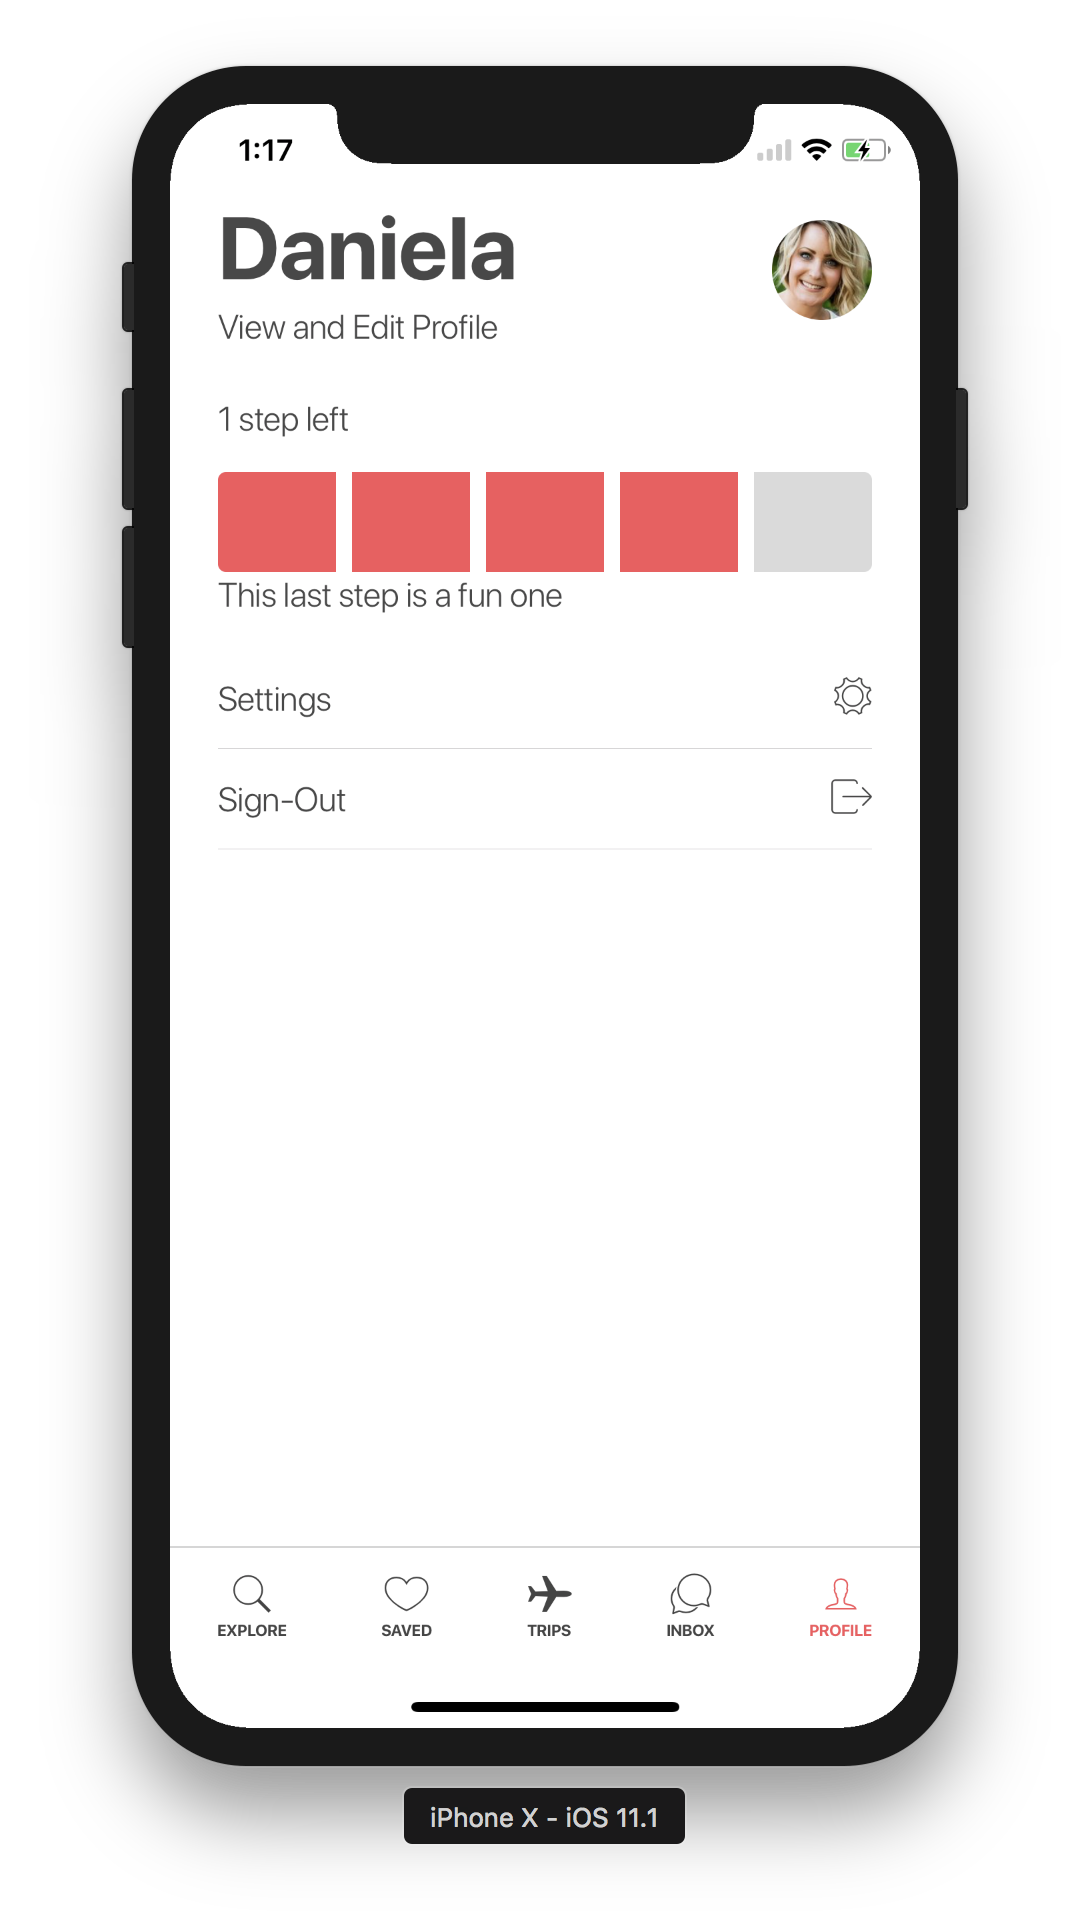 1:17
Daniela
View and Edit Profile
1 step left
This last step is a fun one
Settings
Sign-Out
EXPLORE SAVED TRIPS INBOX PROFILE
iPhone X - iOS 11.1